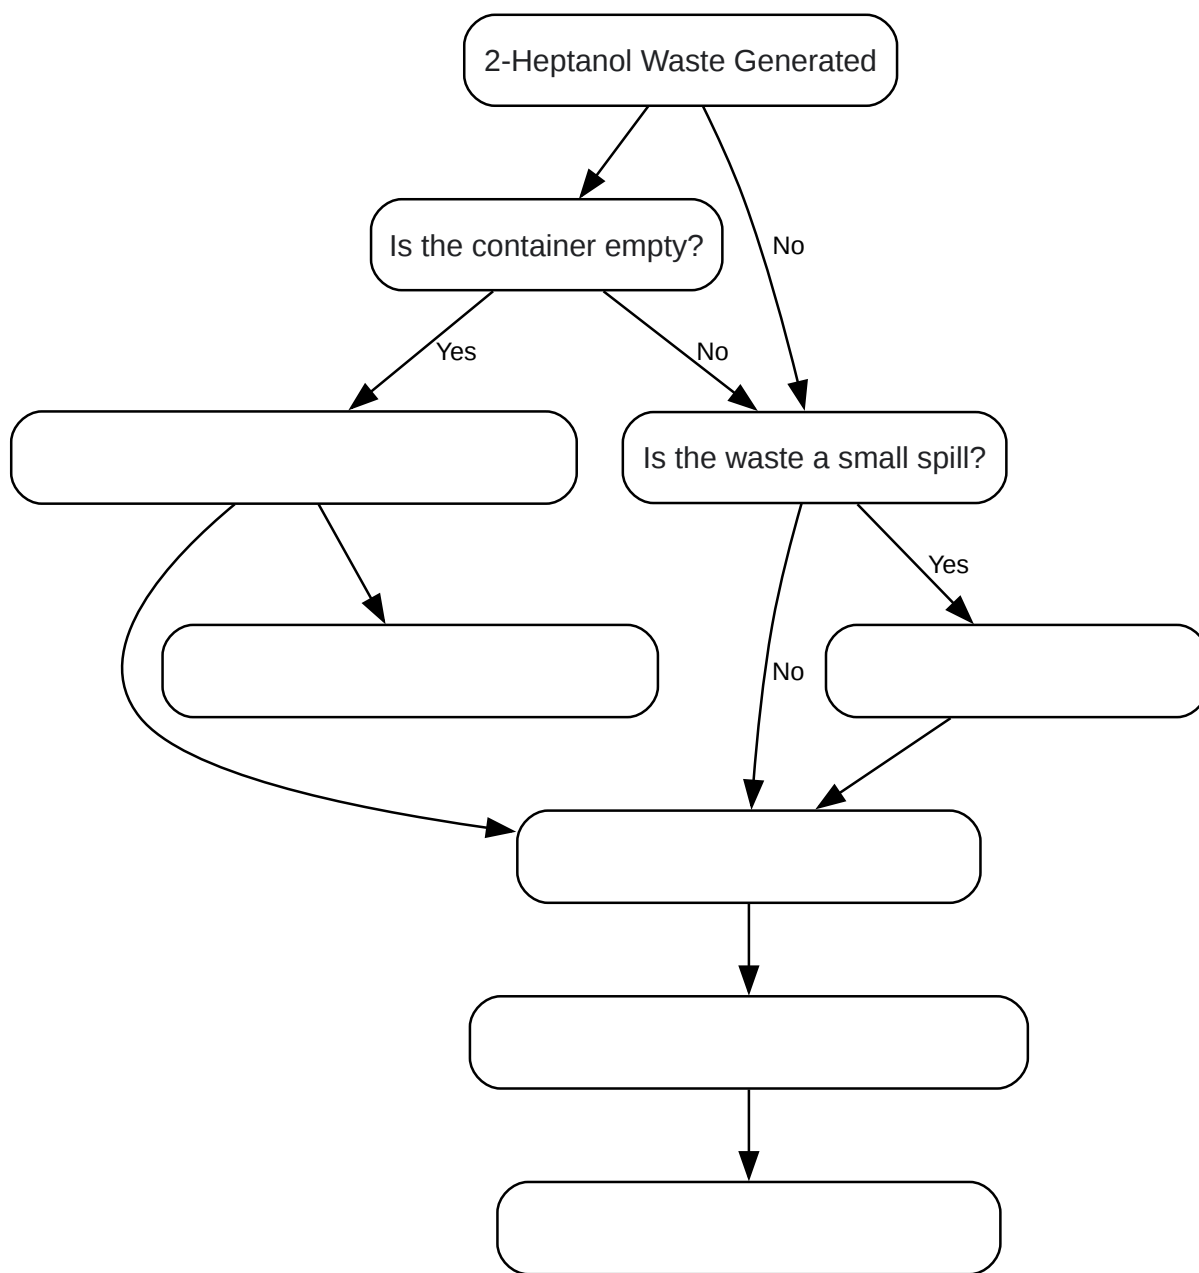 2-Heptanol Waste Generated
Is the container empty?
No
Yes
No
Is the waste a small spill?
Yes
No